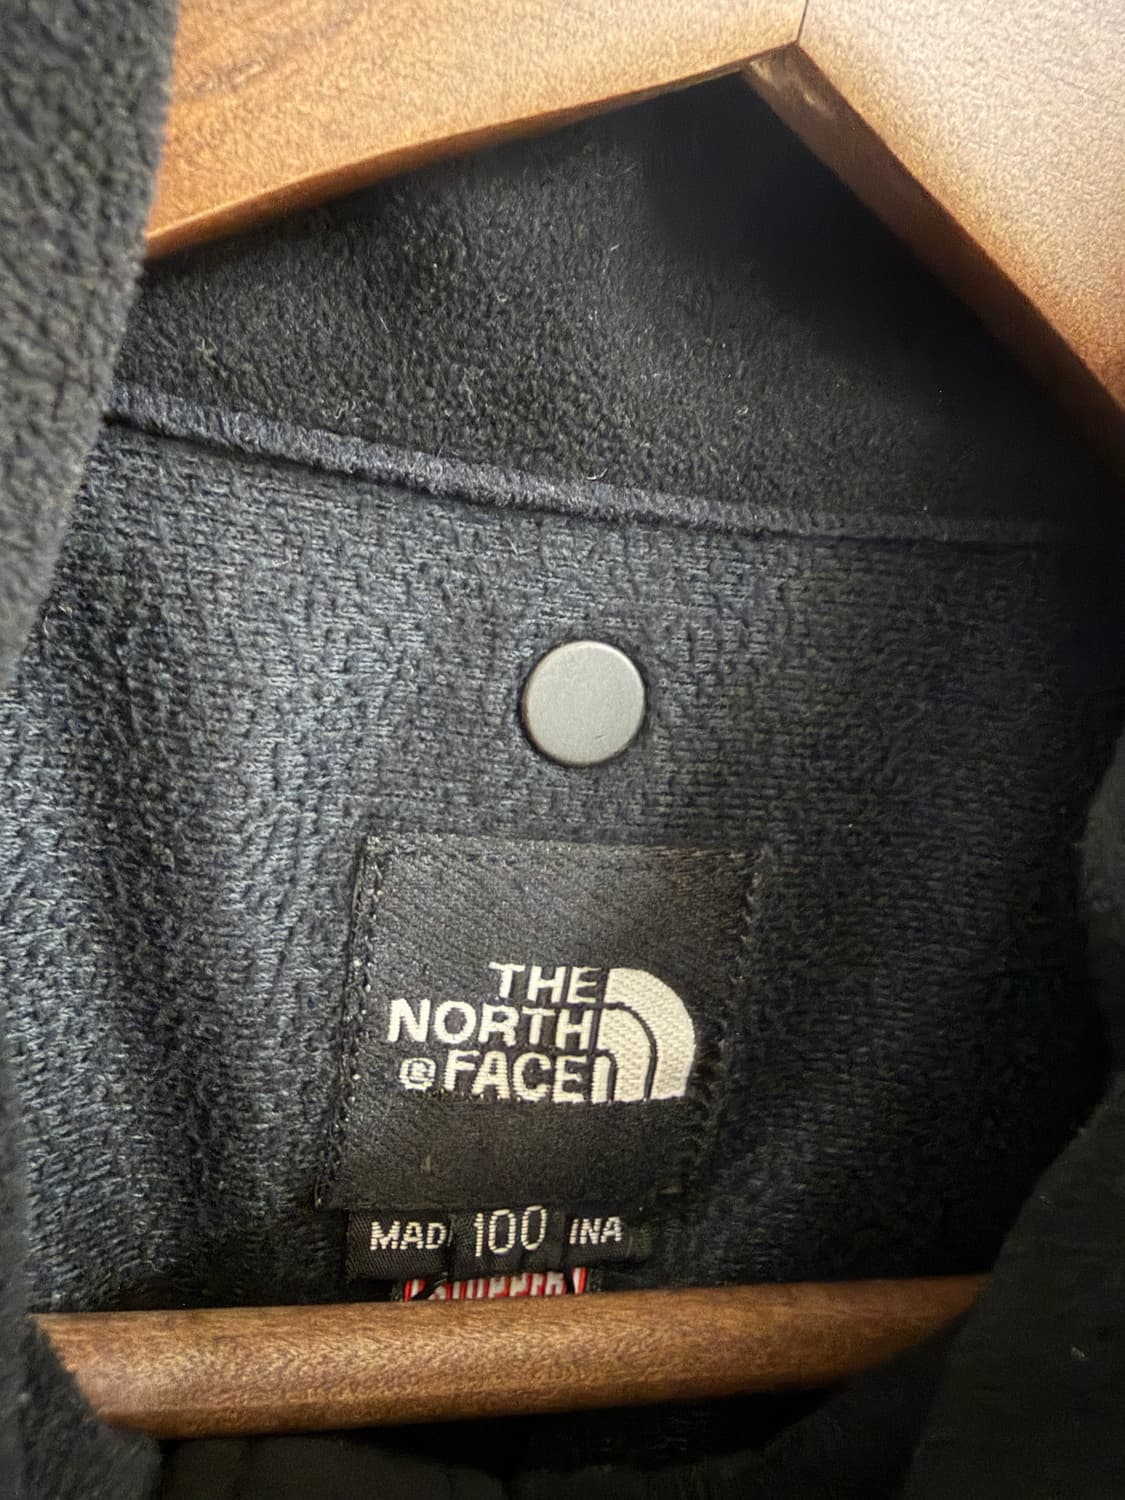 THE
NORTH
® FACE
MAD 100 INA